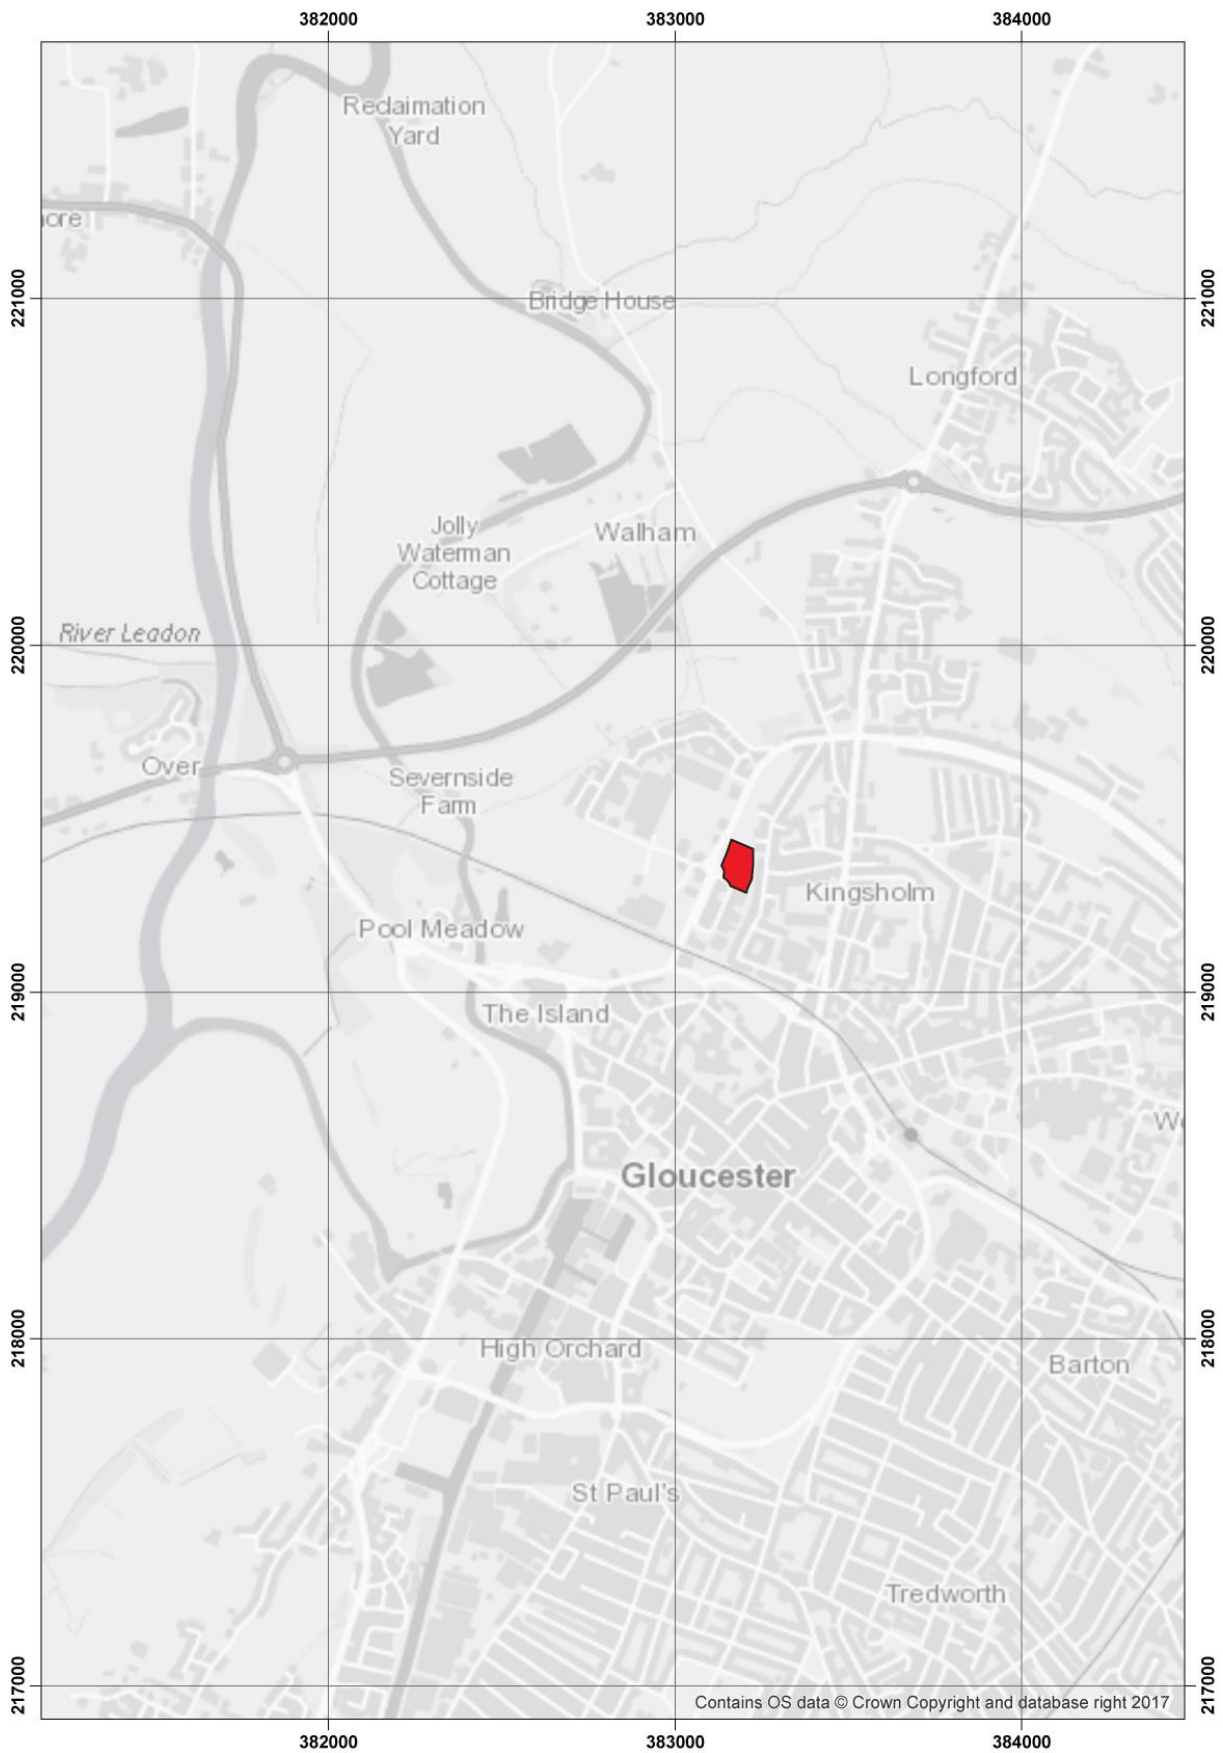 382000
383000
384000
Reclaimation
Yard
ore
221000
Bridge House
221000
Longford
Jolly
Waterman
Cottage
Walham
River Leadon
220000
220000
Over
Severnside
Farm
Kingsholm
Pool Meadow
219000
The Island
219000
Gloucester
218000
High Orchard
218000
Barton
St Paul's
Tredworth
217000
Contains OS data © Crown Copyright and database right 2017
217000
382000
383000
384000